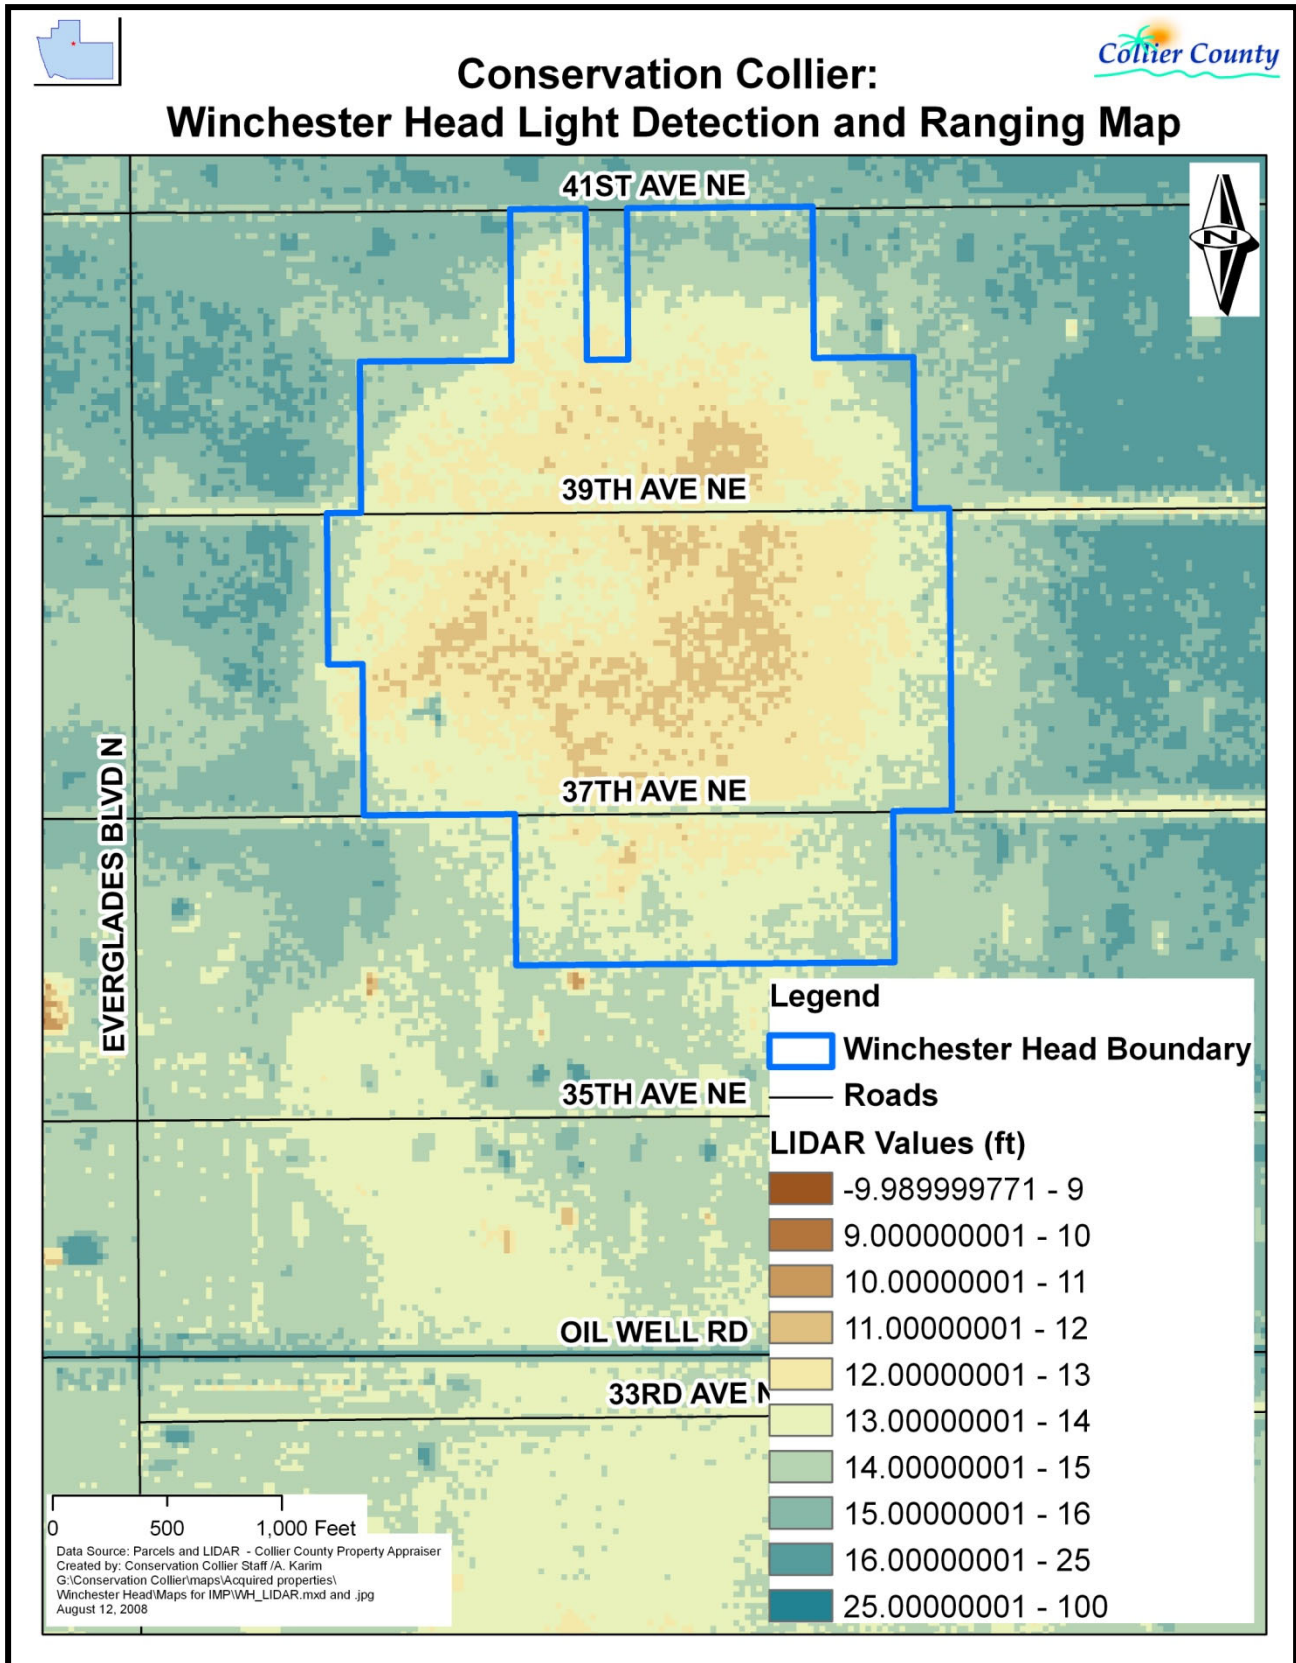 Collier County
Conservation Collier:
Winchester Head Light Detection and Ranging Map
N
41ST AVE NE
39TH AVE NE
37TH AVE NE
EVERGLADES BLVD N
35TH AVE NE
OIL WELL RD
33RD AVE N
Legend
Winchester Head Boundary
Roads
LIDAR Values (ft)
-9.989999771 - 9
9.000000001 - 10
10.00000001 - 11
11.00000001 - 12
12.00000001 - 13
13.00000001 - 14
14.00000001 - 15
15.00000001 - 16
16.00000001 - 25
25.00000001 - 100
0 500 1,000 Feet
Data Source: Parcels and LIDAR - Collier County Property Appraiser
Created by: Conservation Collier Staff /A. Karim
G:\Conservation Collier\maps\Acquired properties\
Winchester Head\Maps for IMP\WH_LIDAR.mxd and .jpg
August 12, 2008